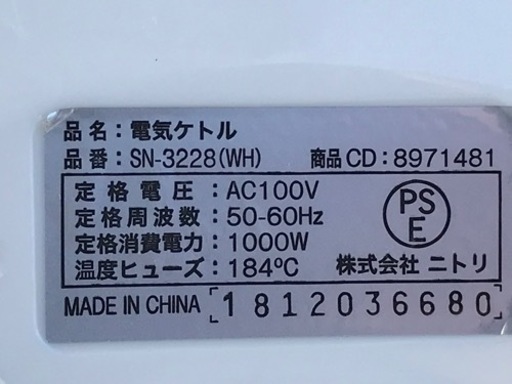 品名：電気ケトル
品番：SN-3228(WH) 商品CD：8971481
定格電圧：AC100V
定格周波数：50-60Hz
定格消費電力：1000W
温度ヒューズ：184℃
PS
E
株式会社 ニトリ
MADE IN CHINA 1812036680